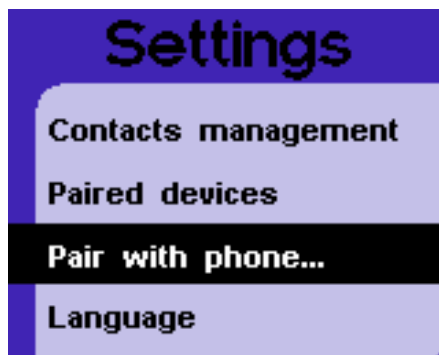 Settings
Contacts management
Paired devices
Pair with phone...
Language